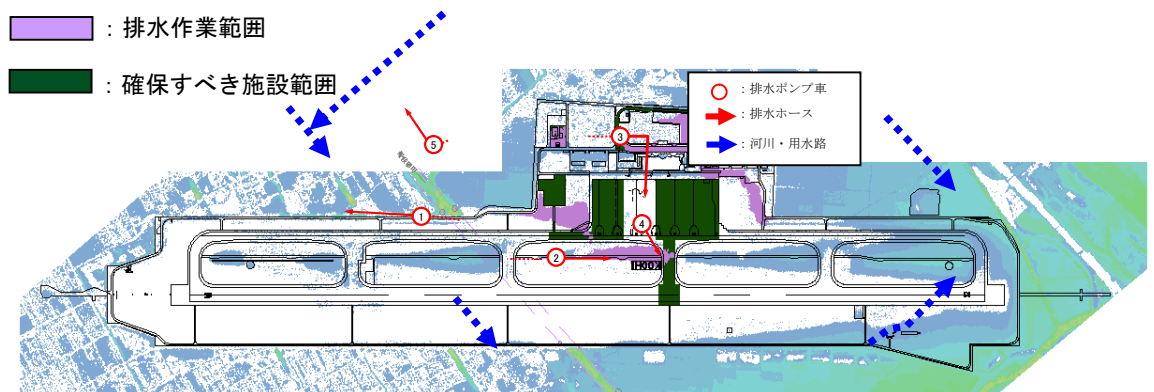 ：排水作業範囲
：確保すべき施設範囲
：排水ポンプ車
：排水ホース
：河川・用水路
5
3
1
4
2